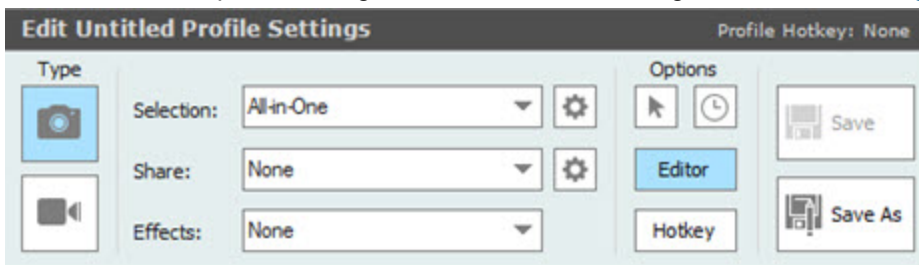 Edit Untitled Profile Settings
Profile Hotkey: None
Type
Selection: All-in-One
Share: None
Effects: None
Options
Editor
Hotkey
Save
Save As